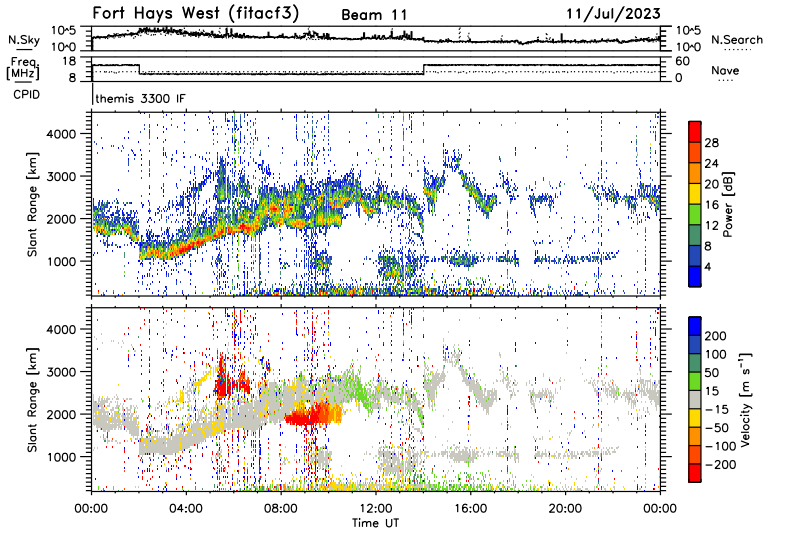 Fort Hays West (fitacf3) Beam 11 11/Jul/2023
N.Sky 10^5 10^0 10^5 10^0 N.Search
Freq. [MHz] 18 8 60 0 Nave
CPID themis 3300 IF
Slant Range [km] 4000 3000 2000 1000
Power [dB] 28 24 20 16 12 8 4
Slant Range [km] 4000 3000 2000 1000
Velocity [m s⁻¹] 200 100 50 15 −15 −50 −100 −200
00:00 04:00 08:00 12:00 16:00 20:00 00:00
Time UT